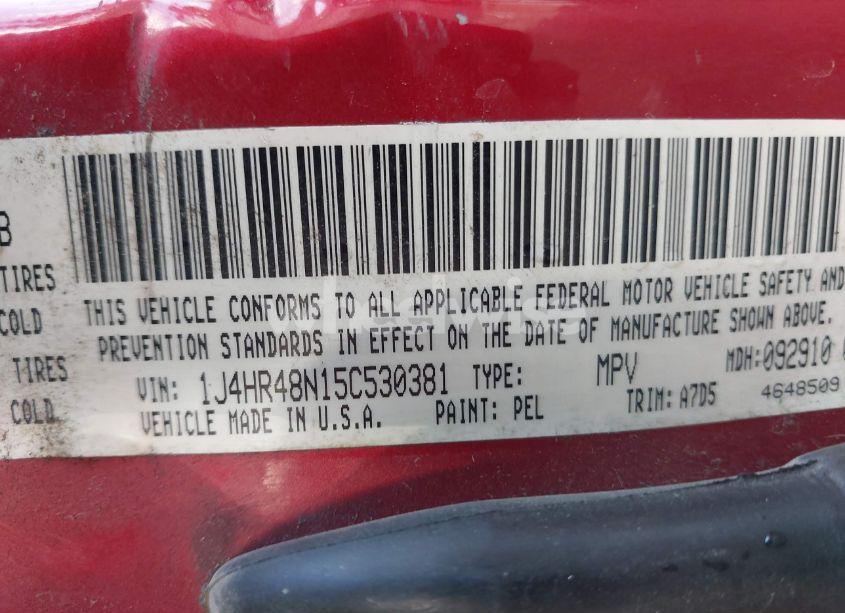 B
TIRES
COLD
TIRES
COLD
THIS VEHICLE CONFORMS TO ALL APPLICABLE FEDERAL MOTOR VEHICLE SAFETY AND
PREVENTION STANDARDS IN EFFECT ON THE DATE OF MANUFACTURE SHOWN ABOVE.
VIN: 1J4HR48N15C530381 TYPE: MPV MDH:092910
VEHICLE MADE IN U.S.A. PAINT: PEL TRIM: A7D5 4648509